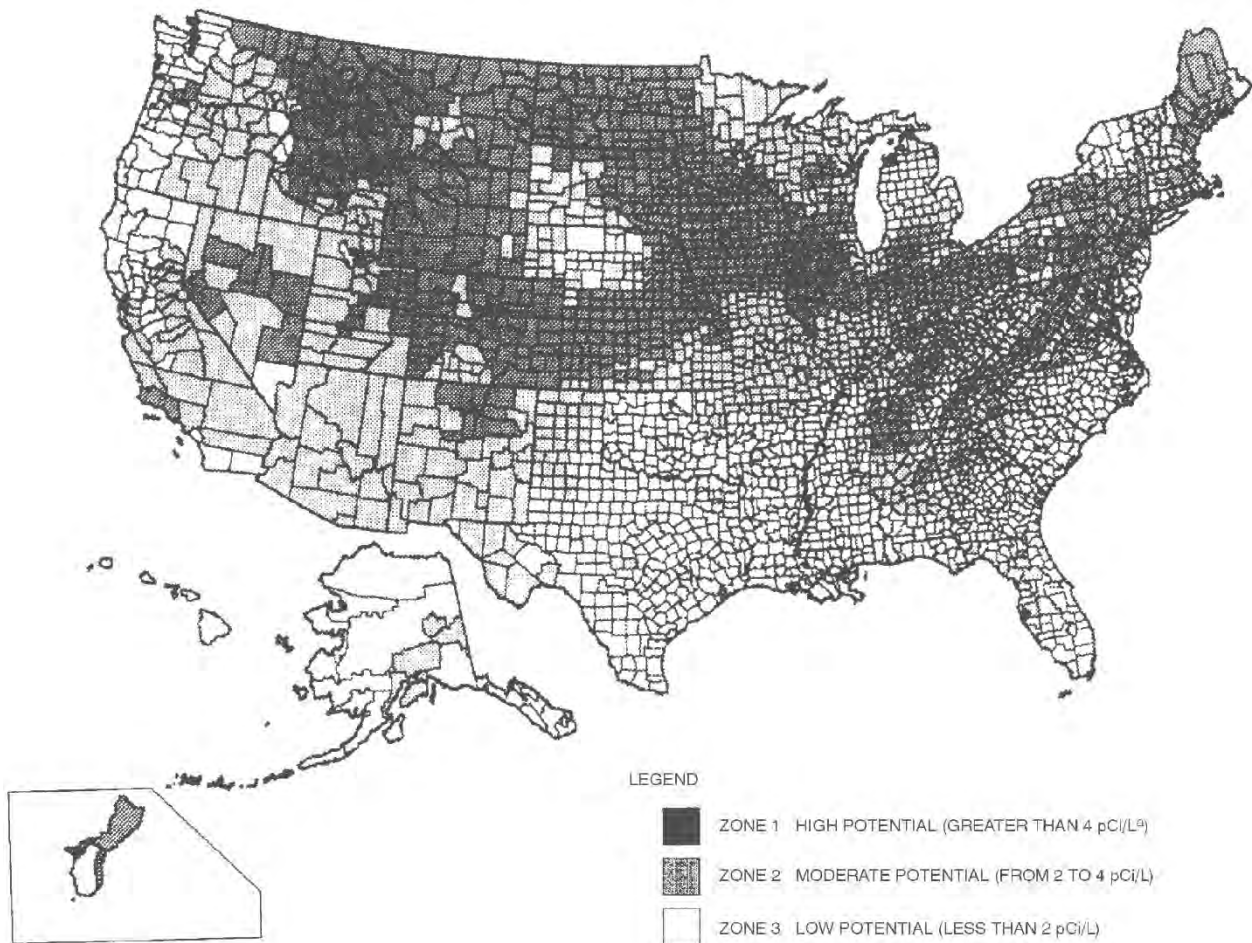 LEGEND
ZONE 1 HIGH POTENTIAL (GREATER THAN 4 pCi/Lª)
ZONE 2 MODERATE POTENTIAL (FROM 2 TO 4 pCi/L)
ZONE 3 LOW POTENTIAL (LESS THAN 2 pCi/L)